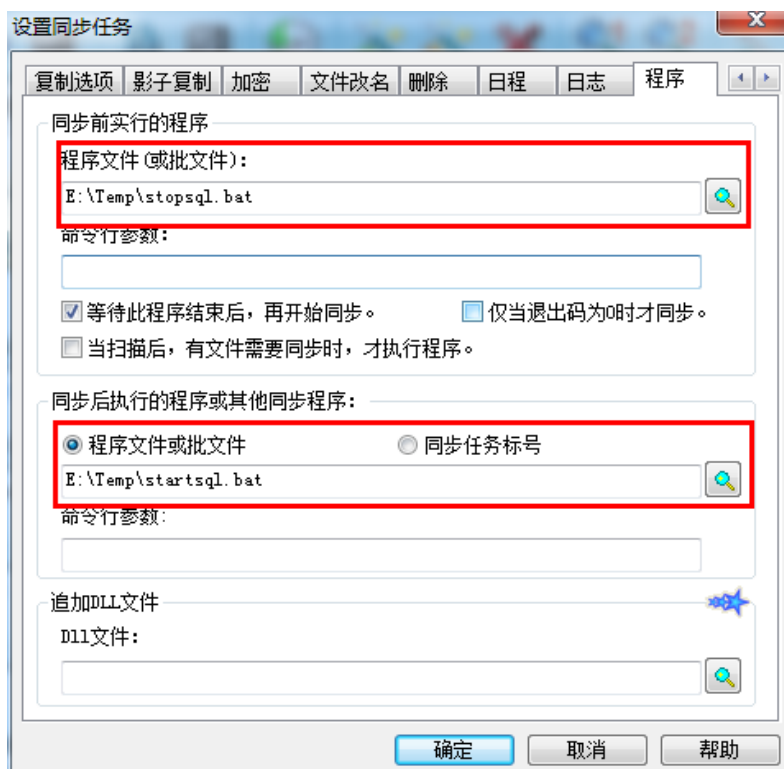 设置同步任务
复制选项 影子复制 加密 文件改名 删除 日程 日志 程序
同步前实行的程序
程序文件(或批文件):
E:\Temp\stopsql.bat
命令行参数:
等待此程序结束后，再开始同步。 仅当退出码为0时才同步。
当扫描后，有文件需要同步时，才执行程序。
同步后执行的程序或其他同步程序:
程序文件或批文件 同步任务标号
E:\Temp\startsql.bat
命令行参数:
追加DLL文件
Dll文件:
确定 取消 帮助